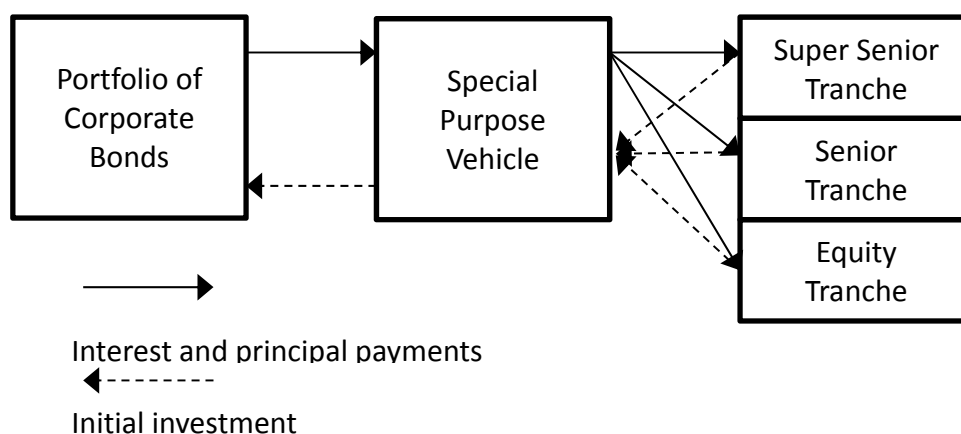 Portfolio of
Corporate
Bonds
Special
Purpose
Vehicle
Super Senior
Tranche
Senior
Tranche
Equity
Tranche
Interest and principal payments
Initial investment